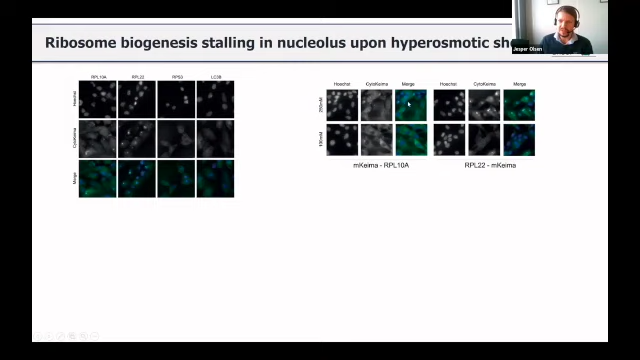 Ribosome biogenesis stalling in nucleolus upon hyperosmotic sh
Jesper Olsen
RPL10A RPL22 RPS3 LC3B
Hoechst
CytoKeima
Merge
Hoechst CytoKeima Merge Hoechst CytoKeima Merge
mKeima - RPL10A RPL22 - mKeima